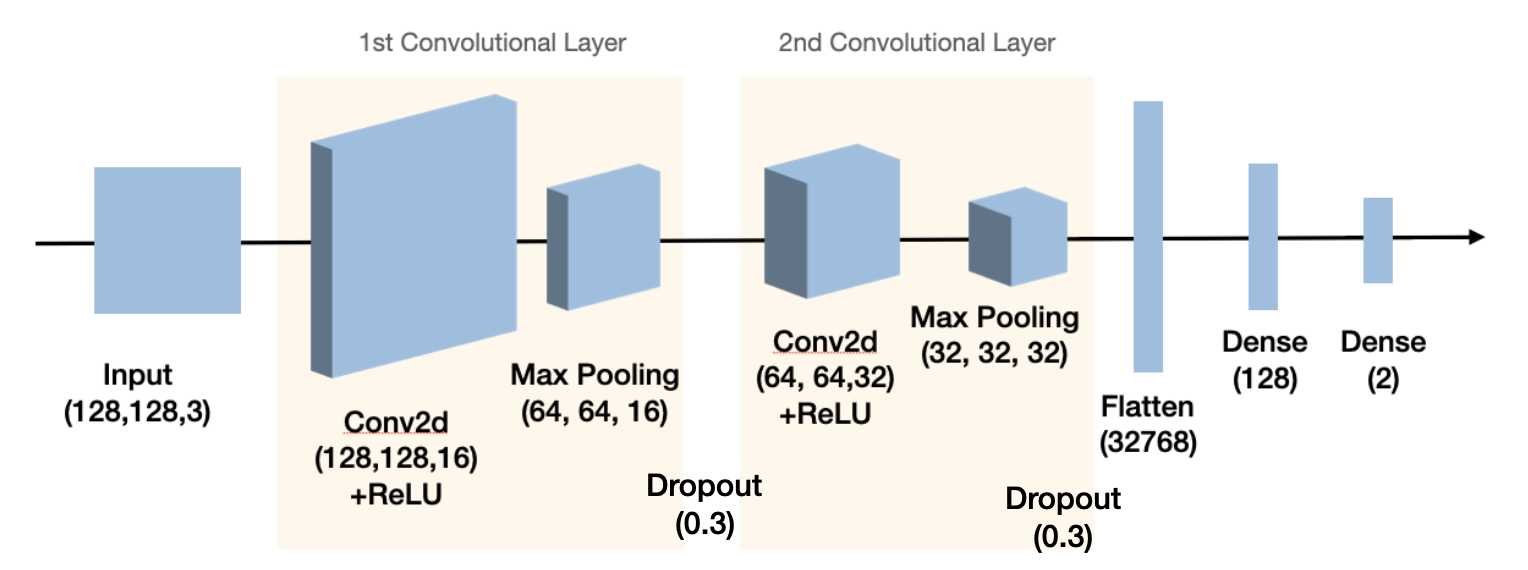 1st Convolutional Layer
2nd Convolutional Layer
Input
(128,128,3)
Conv2d
(128,128,16)
+ReLU
Max Pooling
(64, 64, 16)
Dropout
(0.3)
Conv2d
(64, 64,32)
+ReLU
Max Pooling
(32, 32, 32)
Dropout
(0.3)
Flatten
(32768)
Dense
(128)
Dense
(2)